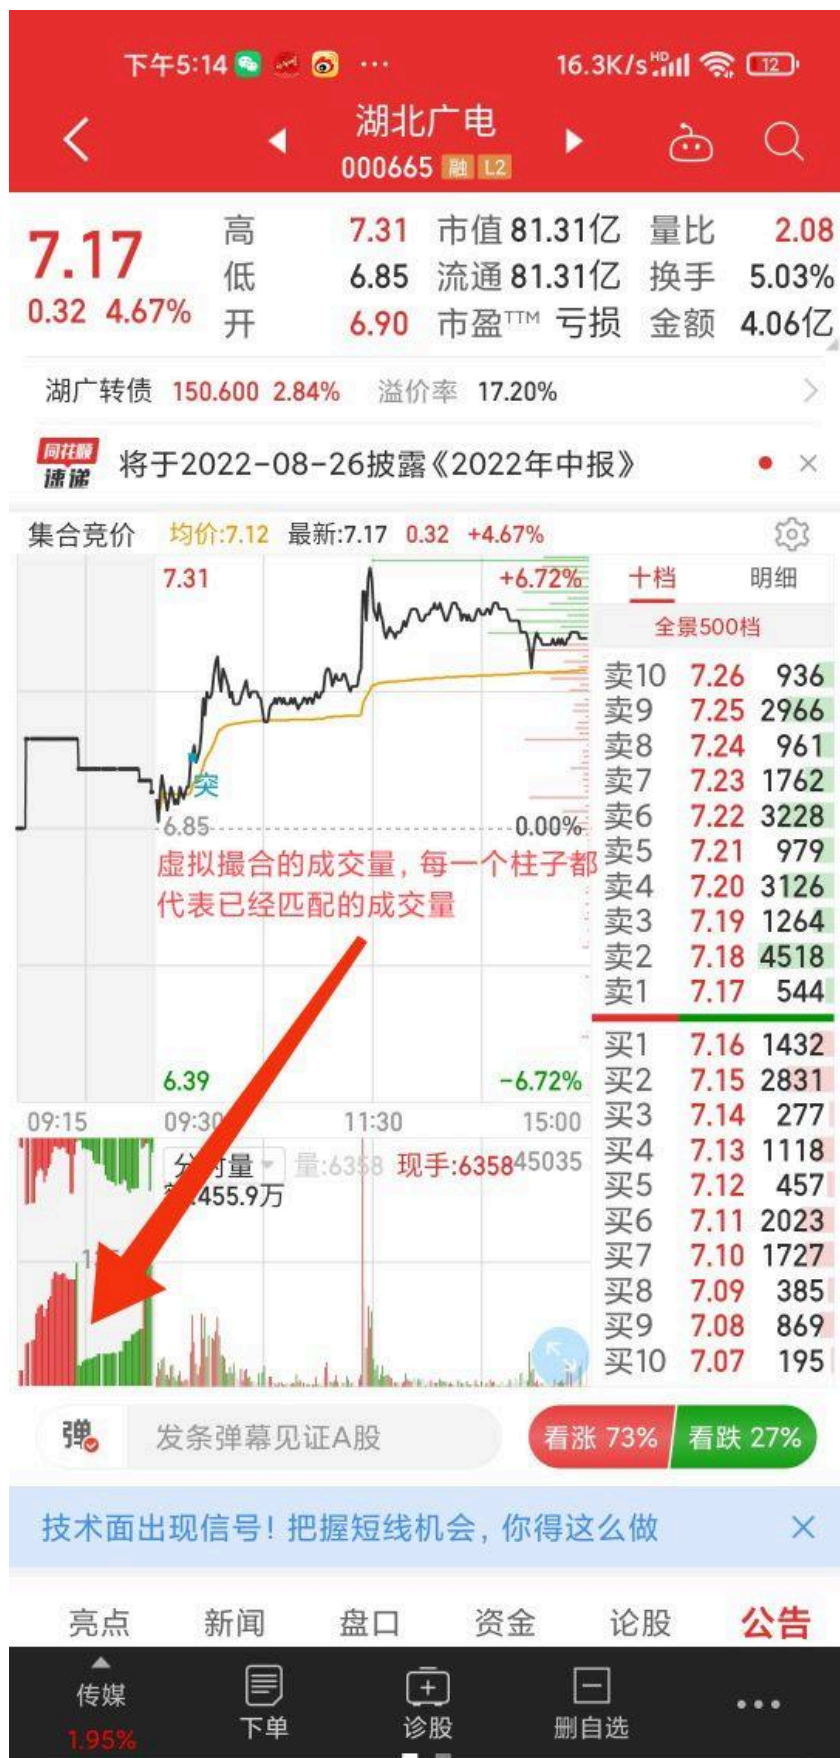 下午5:14 ... 16.3K/s HD 12
湖北广电
000665 融 L2
7.17 高 7.31 市值 81.31亿 量比 2.08
低 6.85 流通 81.31亿 换手 5.03%
0.32 4.67% 开 6.90 市盈TTM 亏损 金额 4.06亿
湖广转债 150.600 2.84% 溢价率 17.20%
同花顺
速递
将于2022-08-26披露《2022年中报》
集合竞价 均价:7.12 最新:7.17 0.32 +4.67%
7.31 +6.72%
突
6.85 0.00%
虚拟撮合的成交量，每一个柱子都
代表已经匹配的成交量
6.39 -6.72%
09:15 09:30 11:30 15:00
量:6358 现手:6358 45035
455.9万
十档 明细
全景500档
卖10 7.26 936
卖9 7.25 2966
卖8 7.24 961
卖7 7.23 1762
卖6 7.22 3228
卖5 7.21 979
卖4 7.20 3126
卖3 7.19 1264
卖2 7.18 4518
卖1 7.17 544
买1 7.16 1432
买2 7.15 2831
买3 7.14 277
买4 7.13 1118
买5 7.12 457
买6 7.11 2023
买7 7.10 1727
买8 7.09 385
买9 7.08 869
买10 7.07 195
弹 发条弹幕见证A股 看涨 73% 看跌 27%
技术面出现信号！把握短线机会，你得这么做
亮点 新闻 盘口 资金 论股 公告
传媒 下单 诊股 删自选
1.95%